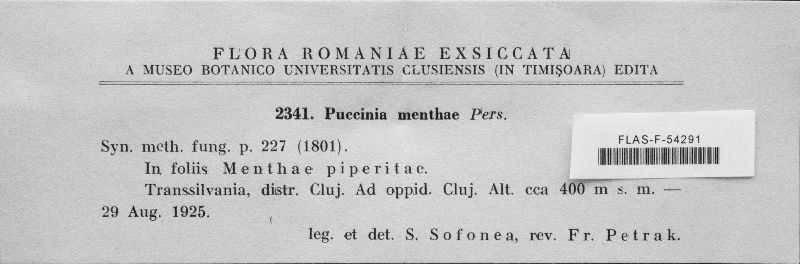 FLORA ROMANIAE EXSICCATA
A MUSEO BOTANICO UNIVERSITATIS CLUSIENSIS (IN TIMIȘOARA) EDITA
2341. Puccinia menthae Pers.
FLAS-F-54291
Syn. meth. fung. p. 227 (1801).
In foliis Menthae piperitae.
Transsilvania, distr. Cluj. Ad oppid. Cluj. Alt. cca 400 m s. m. —
29 Aug. 1925.
leg. et det. S. Sofonea, rev. Fr. Petrak.